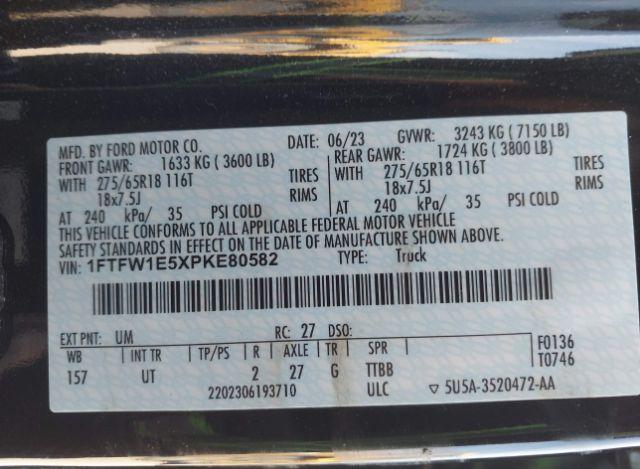 MFD. BY FORD MOTOR CO. DATE: 06/23 GVWR: 3243 KG ( 7150 LB)
FRONT GAWR: 1633 KG ( 3600 LB) REAR GAWR: 1724 KG ( 3800 LB)
WITH 275/65R18 116T TIRES WITH 275/65R18 116T TIRES
18x7.5J RIMS 18x7.5J RIMS
AT 240 kPa/ 35 PSI COLD AT 240 kPa/ 35 PSI COLD
THIS VEHICLE CONFORMS TO ALL APPLICABLE FEDERAL MOTOR VEHICLE
SAFETY STANDARDS IN EFFECT ON THE DATE OF MANUFACTURE SHOWN ABOVE.
VIN: 1FTFW1E5XPKE80582 TYPE: Truck
EXT PNT: UM RC: 27 DSO:
WB INT TR TP/PS R AXLE TR SPR F0136
157 UT 2 27 G TTBB T0746
2202306193710 ULC ▽ 5U5A-3520472-AA